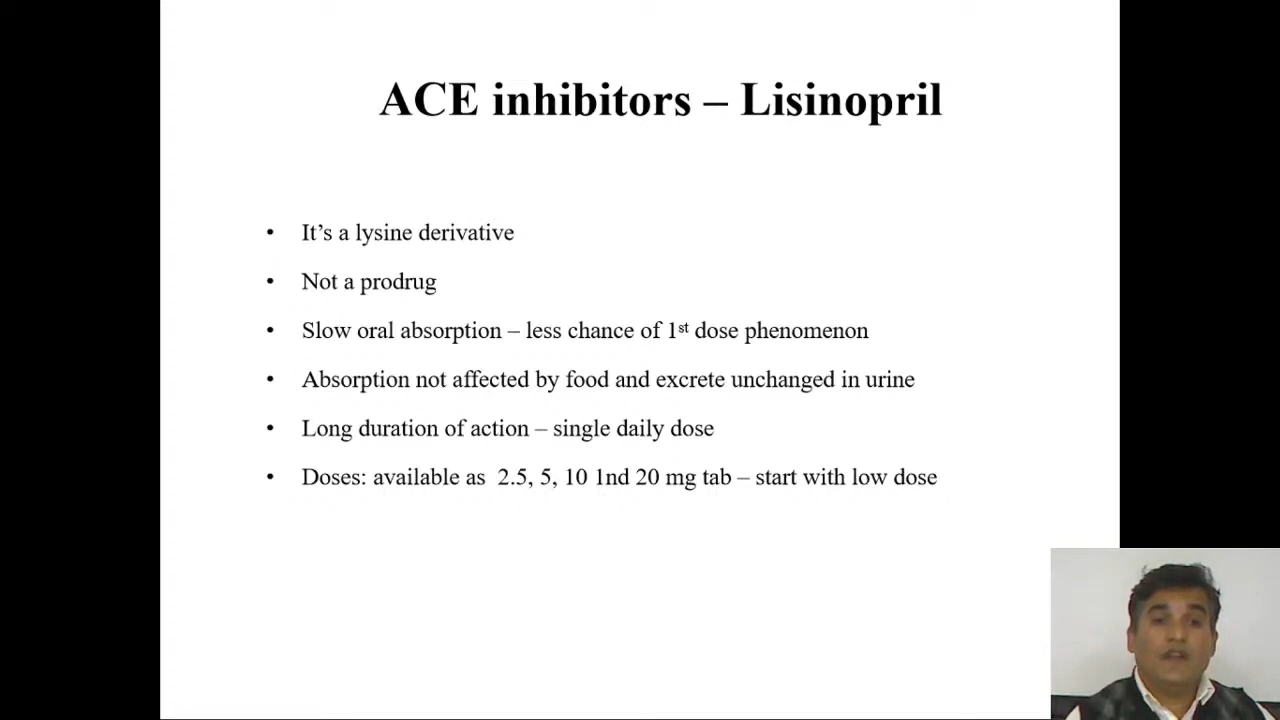 ACE inhibitors – Lisinopril
• It’s a lysine derivative
• Not a prodrug
• Slow oral absorption – less chance of 1st dose phenomenon
• Absorption not affected by food and excrete unchanged in urine
• Long duration of action – single daily dose
• Doses: available as 2.5, 5, 10 1nd 20 mg tab – start with low dose